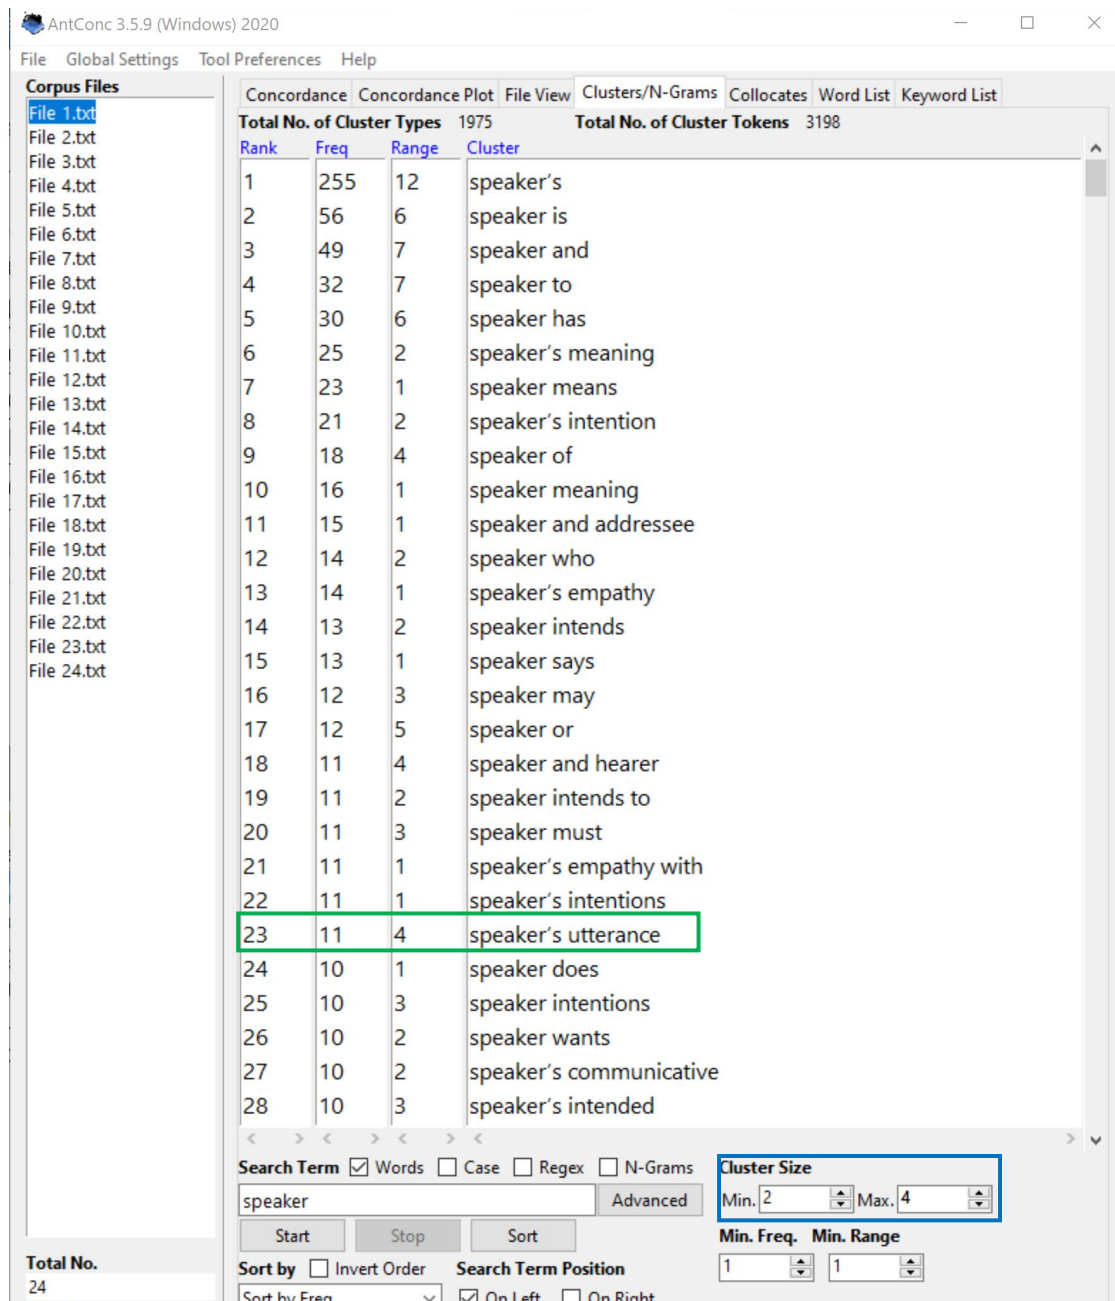 AntConc 3.5.9 (Windows) 2020
File Global Settings Tool Preferences Help
Corpus Files
File 1.txt
File 2.txt
File 3.txt
File 4.txt
File 5.txt
File 6.txt
File 7.txt
File 8.txt
File 9.txt
File 10.txt
File 11.txt
File 12.txt
File 13.txt
File 14.txt
File 15.txt
File 16.txt
File 17.txt
File 18.txt
File 19.txt
File 20.txt
File 21.txt
File 22.txt
File 23.txt
File 24.txt
Total No.
24
Concordance Concordance Plot File View Clusters/N-Grams Collocates Word List Keyword List
Total No. of Cluster Types 1975 Total No. of Cluster Tokens 3198
Rank Freq Range Cluster
1 255 12 speaker's
2 56 6 speaker is
3 49 7 speaker and
4 32 7 speaker to
5 30 6 speaker has
6 25 2 speaker's meaning
7 23 1 speaker means
8 21 2 speaker's intention
9 18 4 speaker of
10 16 1 speaker meaning
11 15 1 speaker and addressee
12 14 2 speaker who
13 14 1 speaker's empathy
14 13 2 speaker intends
15 13 1 speaker says
16 12 3 speaker may
17 12 5 speaker or
18 11 4 speaker and hearer
19 11 2 speaker intends to
20 11 3 speaker must
21 11 1 speaker's empathy with
22 11 1 speaker's intentions
23 11 4 speaker's utterance
24 10 1 speaker does
25 10 3 speaker intentions
26 10 2 speaker wants
27 10 2 speaker's communicative
28 10 3 speaker's intended
Search Term Words Case Regex N-Grams Cluster Size
speaker Advanced Min. 2 Max. 4
Start Stop Sort Min. Freq. Min. Range
1 1
Sort by Invert Order Search Term Position
Sort by Freq On Left On Right